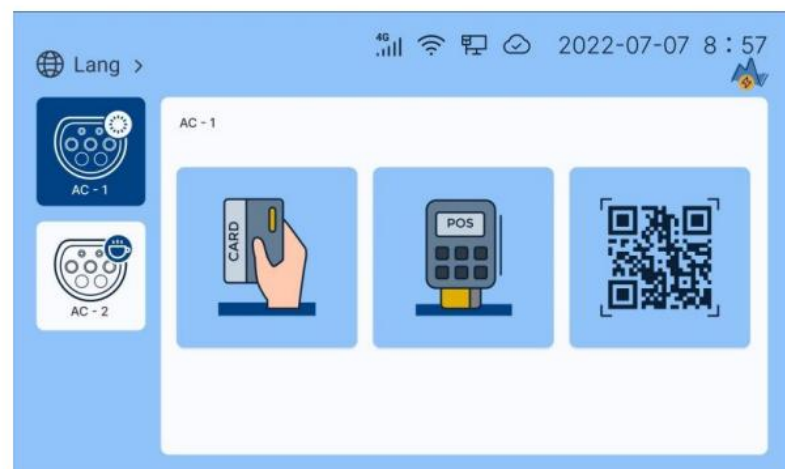 4G
2022-07-07 8:57
Lang >
AC - 1
AC - 1
CARD
POS
AC - 2